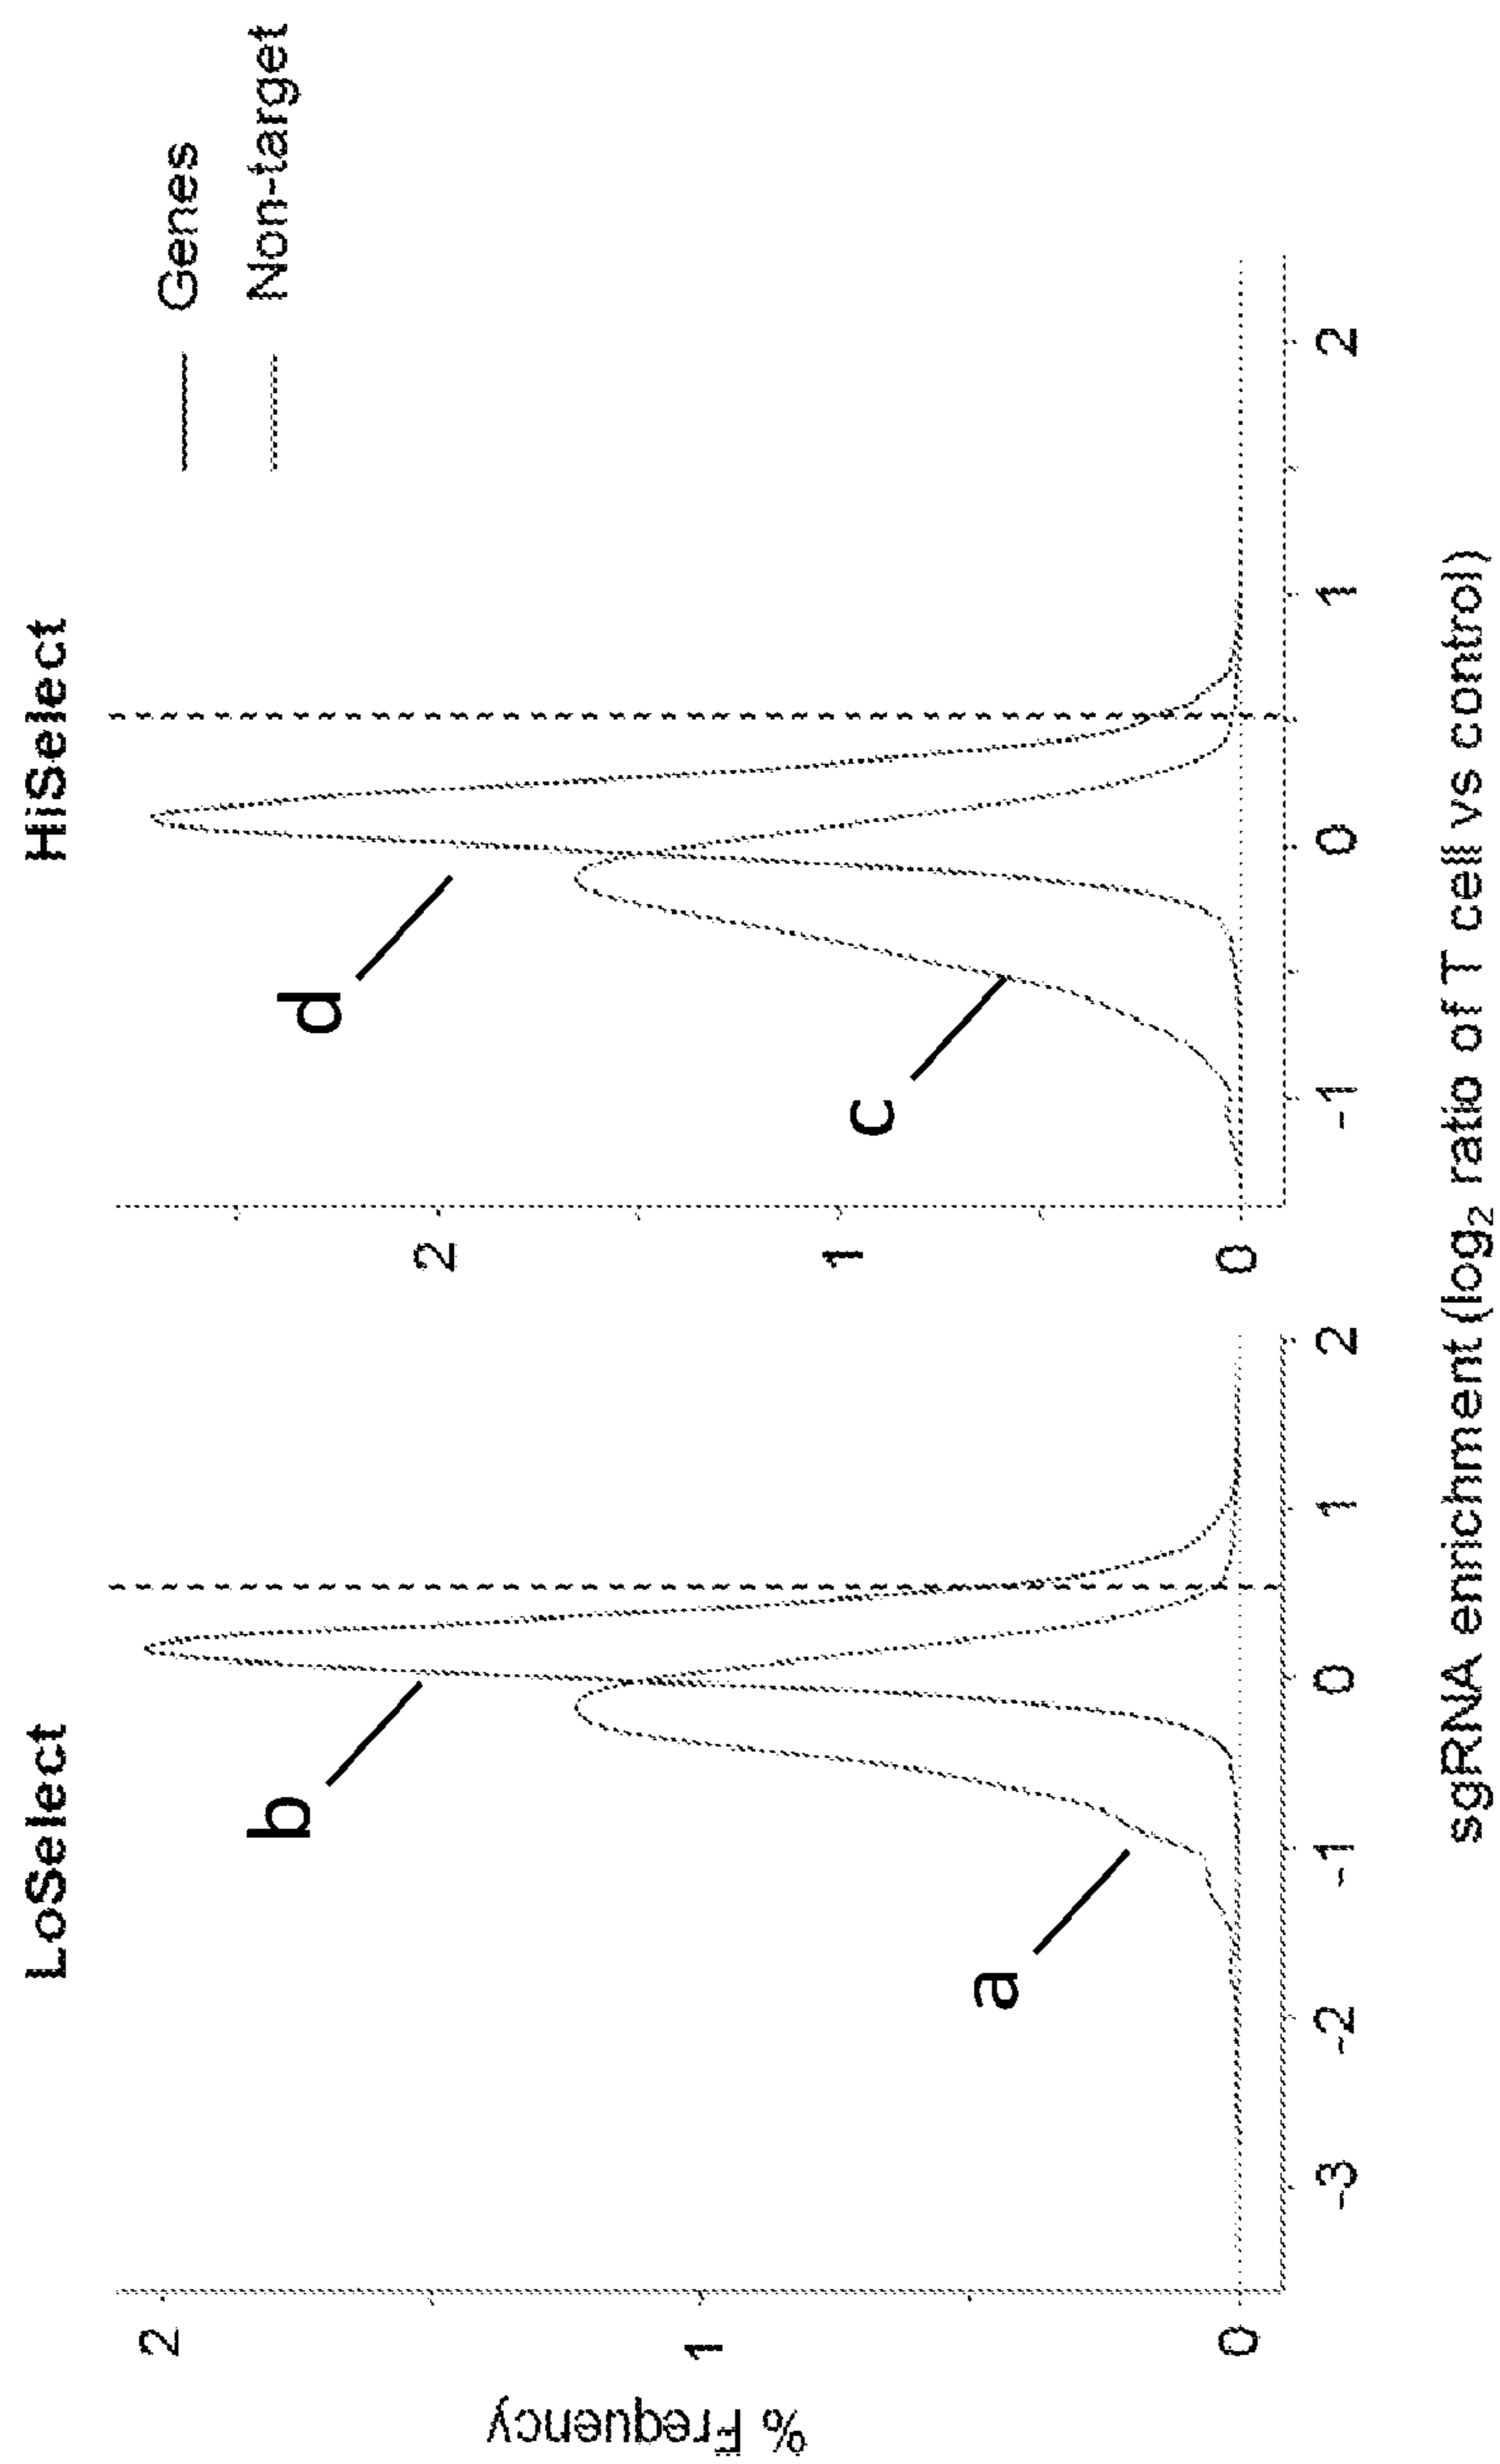 LoSelect
HiSelect
Genes
Non-target
% Frequency
2
1
0
b
a
-3
-2
-1
0
1
2
2
1
0
d
c
-1
0
1
2
sgRNA enrichment (log₂ ratio of T cell vs control)